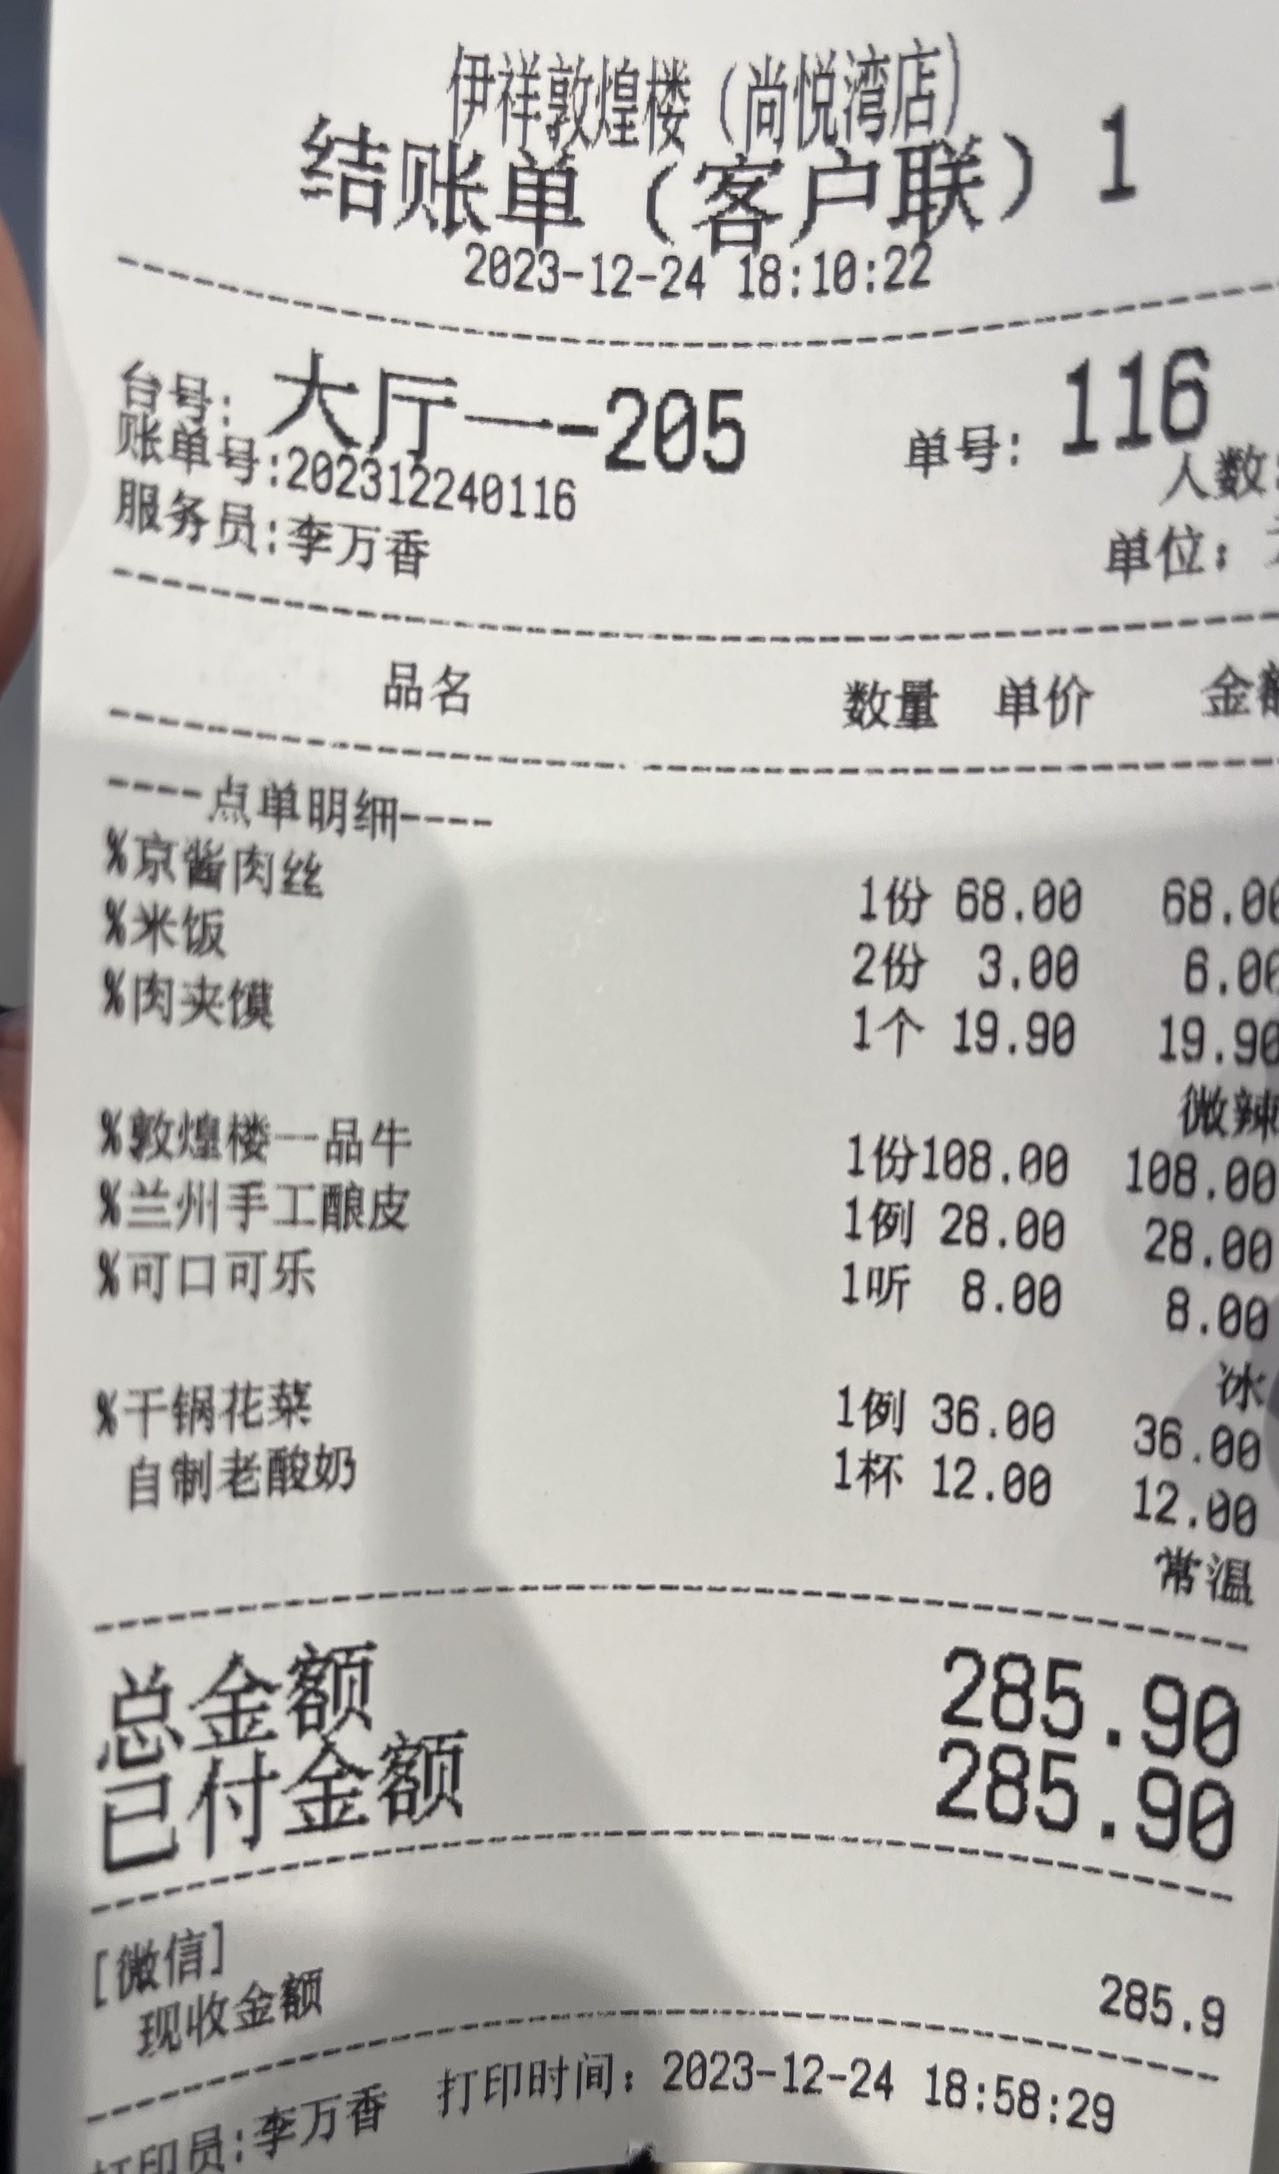 伊祥敦煌楼（尚悦湾店）
结账单（客户联）1
2023-12-24 18:10:22
台号：大厅一--205 单号：116
账单号:202312240116 人数:
服务员:李万香 单位：
品名 数量 单价 金额
----点单明细----
%京酱肉丝 1份 68.00 68.00
%米饭 2份 3.00 6.00
%肉夹馍 1个 19.90 19.90
微辣
%敦煌楼一品牛 1份108.00 108.00
%兰州手工酿皮 1例 28.00 28.00
%可口可乐 1听 8.00 8.00
冰
%干锅花菜 1例 36.00 36.00
自制老酸奶 1杯 12.00 12.00
常温
总金额 285.90
已付金额 285.90
[微信]
现收金额 285.9
打印员:李万香 打印时间：2023-12-24 18:58:29